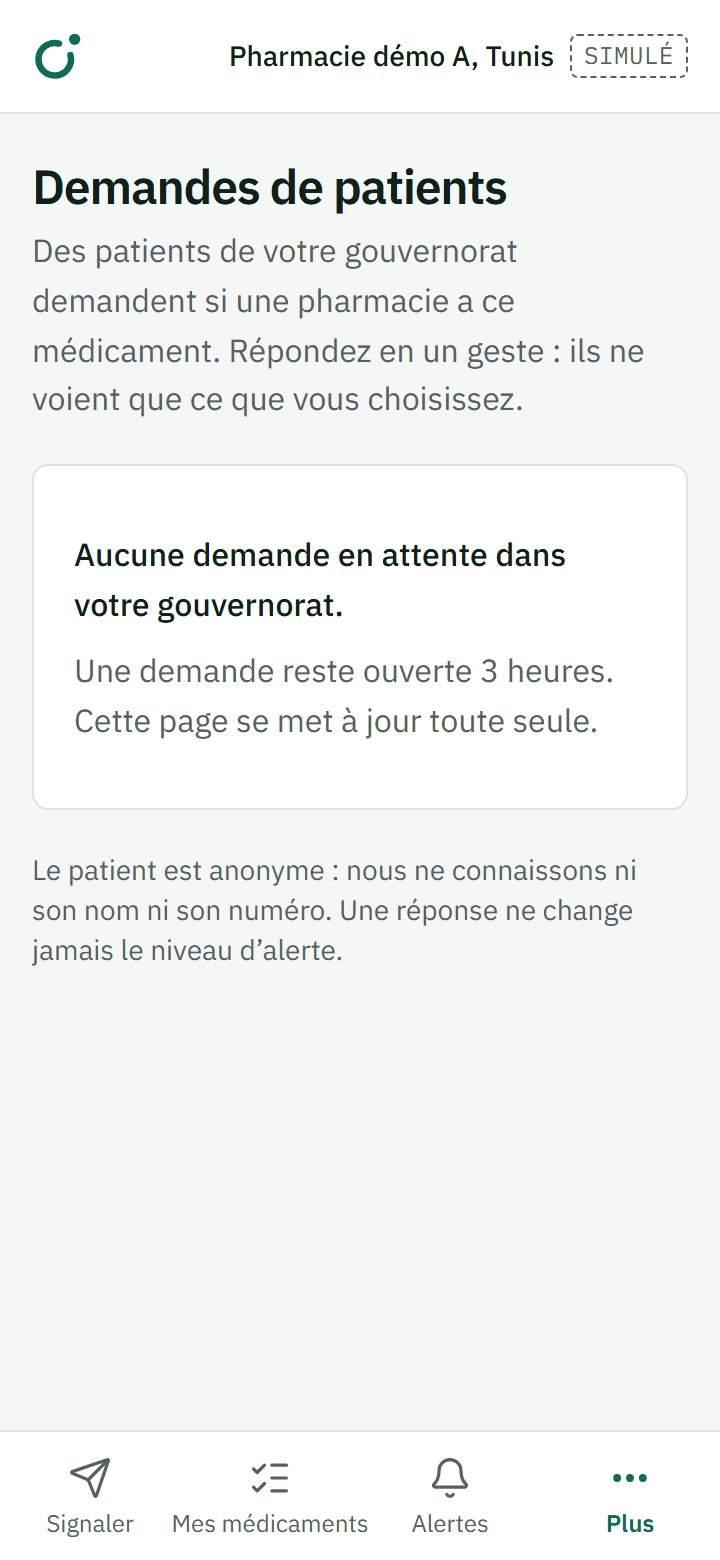 Pharmacie démo A, Tunis SIMULÉ
Demandes de patients
Des patients de votre gouvernorat
demandent si une pharmacie a ce
médicament. Répondez en un geste : ils ne
voient que ce que vous choisissez.
Aucune demande en attente dans
votre gouvernorat.
Une demande reste ouverte 3 heures.
Cette page se met à jour toute seule.
Le patient est anonyme : nous ne connaissons ni
son nom ni son numéro. Une réponse ne change
jamais le niveau d’alerte.
Signaler Mes médicaments Alertes Plus